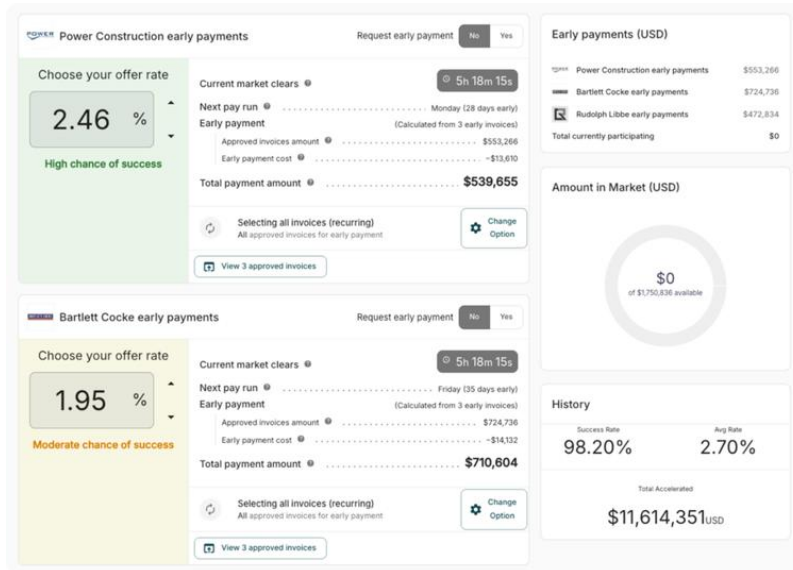 POWER Power Construction early payments
Request early payment No Yes
Choose your offer rate
2.46 %
High chance of success
Current market clears
5h 18m 15s
Next pay run Monday (28 days early)
Early payment (Calculated from 3 early invoices)
Approved invoices amount $553,266
Early payment cost -$13,610
Total payment amount $539,655
Selecting all invoices (recurring)
All approved invoices for early payment
Change
Option
View 3 approved invoices
Bartlett Cocke early payments
Request early payment No Yes
Choose your offer rate
1.95 %
Moderate chance of success
Current market clears
5h 18m 15s
Next pay run Friday (35 days early)
Early payment (Calculated from 3 early invoices)
Approved invoices amount $724,736
Early payment cost -$14,132
Total payment amount $710,604
Selecting all invoices (recurring)
All approved invoices for early payment
Change
Option
View 3 approved invoices
Early payments (USD)
Power Construction early payments $553,266
Bartlett Cocke early payments $724,736
Rudolph Libbe early payments $472,834
Total currently participating $0
Amount in Market (USD)
$0
of $1,750,836 available
History
Success Rate Avg Rate
98.20% 2.70%
Total Accelerated
$11,614,351USD